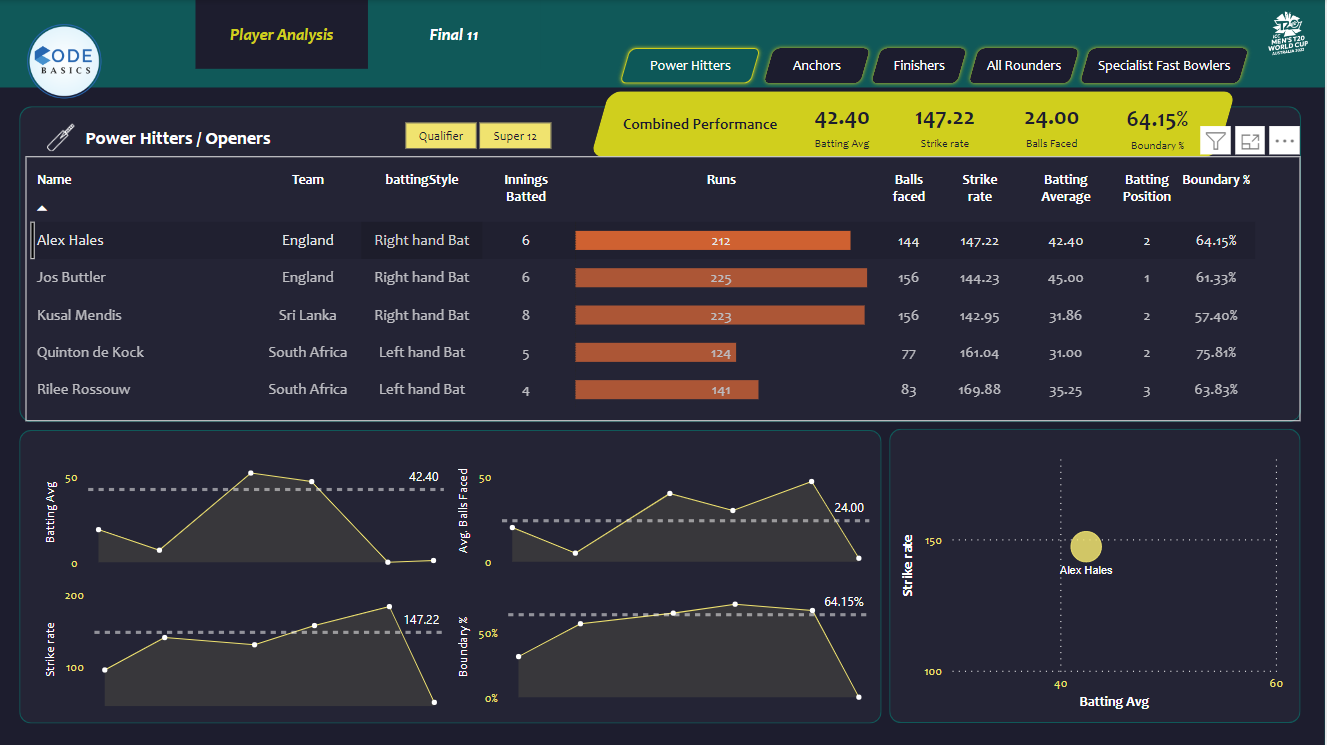 Player Analysis
Final 11
CODE
BASICS
ICC
MEN'S T20
WORLD CUP
AUSTRALIA 2022
Power Hitters
Anchors
Finishers
All Rounders
Specialist Fast Bowlers
Power Hitters / Openers
Qualifier
Super 12
Combined Performance
42.40
Batting Avg
147.22
Strike rate
24.00
Balls Faced
64.15%
Boundary %
Name Team battingStyle Innings Batted Runs Balls faced Strike rate Batting Average Batting Position Boundary %
Alex Hales England Right hand Bat 6 212 144 147.22 42.40 2 64.15%
Jos Buttler England Right hand Bat 6 225 156 144.23 45.00 1 61.33%
Kusal Mendis Sri Lanka Right hand Bat 8 223 156 142.95 31.86 2 57.40%
Quinton de Kock South Africa Left hand Bat 5 124 77 161.04 31.00 2 75.81%
Rilee Rossouw South Africa Left hand Bat 4 141 83 169.88 35.25 3 63.83%
Batting Avg
50
0
42.40
Avg. Balls Faced
50
0
24.00
Strike rate
200
100
147.22
Boundary %
50%
0%
64.15%
Strike rate
150
100
Alex Hales
40
60
Batting Avg